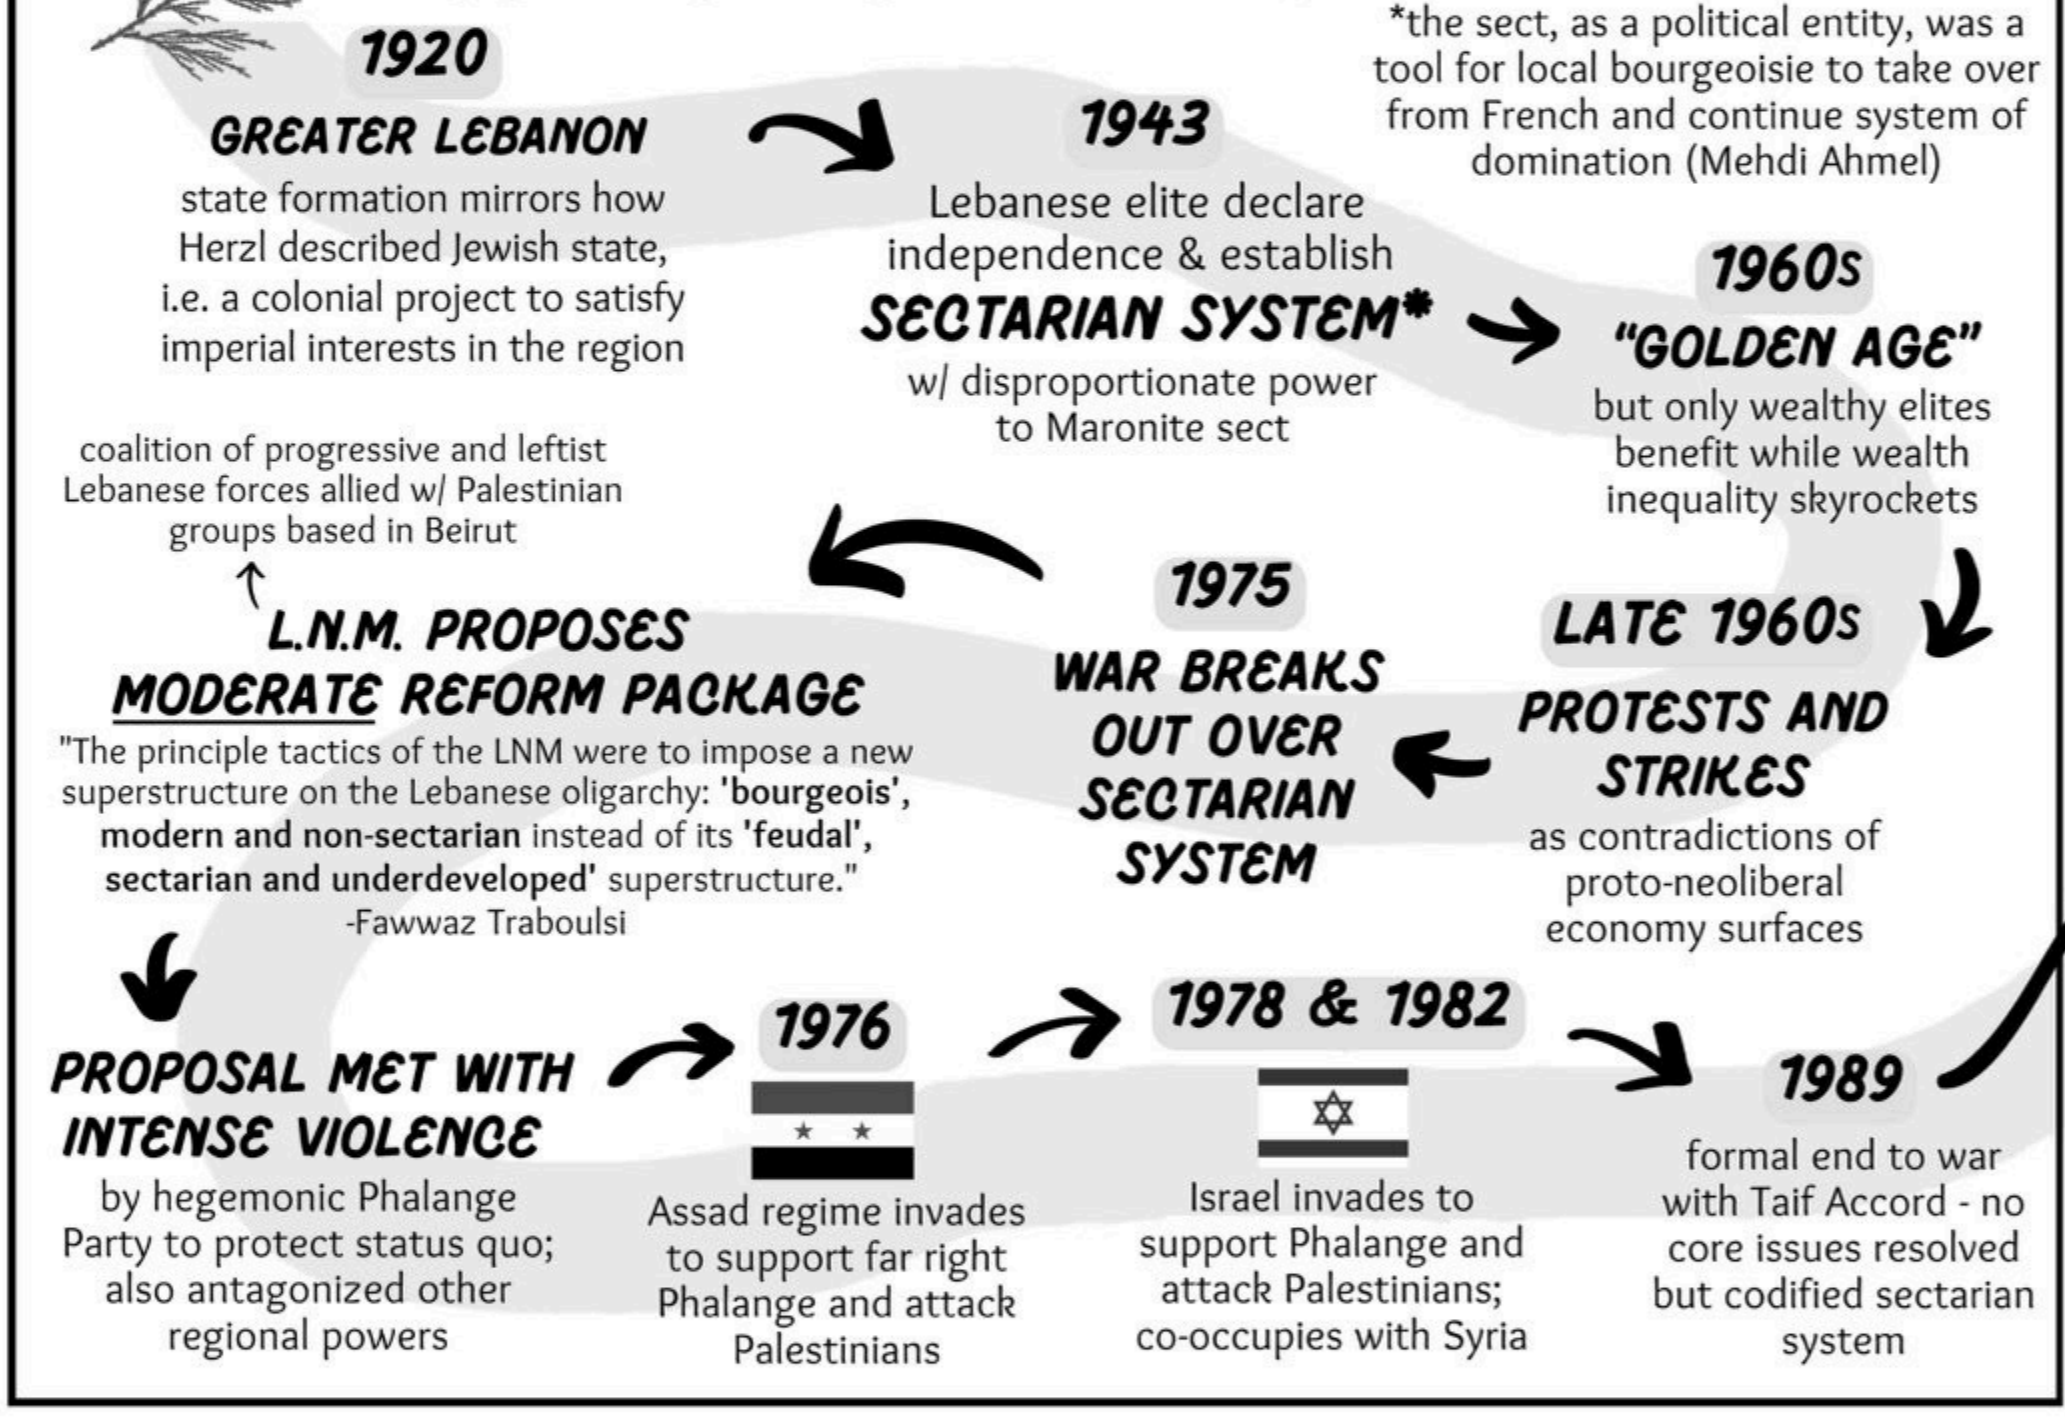 1920
GREATER LEBANON
state formation mirrors how
Herzl described Jewish state,
i.e. a colonial project to satisfy
imperial interests in the region
1943
Lebanese elite declare
independence & establish
SECTARIAN SYSTEM*
w/ disproportionate power
to Maronite sect
*the sect, as a political entity, was a
tool for local bourgeoisie to take over
from French and continue system of
domination (Mehdi Ahmel)
1960s
"GOLDEN AGE"
but only wealthy elites
benefit while wealth
inequality skyrockets
LATE 1960s
PROTESTS AND
STRIKES
as contradictions of
proto-neoliberal
economy surfaces
1975
WAR BREAKS
OUT OVER
SECTARIAN
SYSTEM
coalition of progressive and leftist
Lebanese forces allied w/ Palestinian
groups based in Beirut
L.N.M. PROPOSES
MODERATE REFORM PACKAGE
"The principle tactics of the LNM were to impose a new
superstructure on the Lebanese oligarchy: 'bourgeois',
modern and non-sectarian instead of its 'feudal',
sectarian and underdeveloped' superstructure."
-Fawwaz Traboulsi
PROPOSAL MET WITH
INTENSE VIOLENCE
by hegemonic Phalange
Party to protect status quo;
also antagonized other
regional powers
1976
Assad regime invades
to support far right
Phalange and attack
Palestinians
1978 & 1982
Israel invades to
support Phalange and
attack Palestinians;
co-occupies with Syria
1989
formal end to war
with Taif Accord - no
core issues resolved
but codified sectarian
system